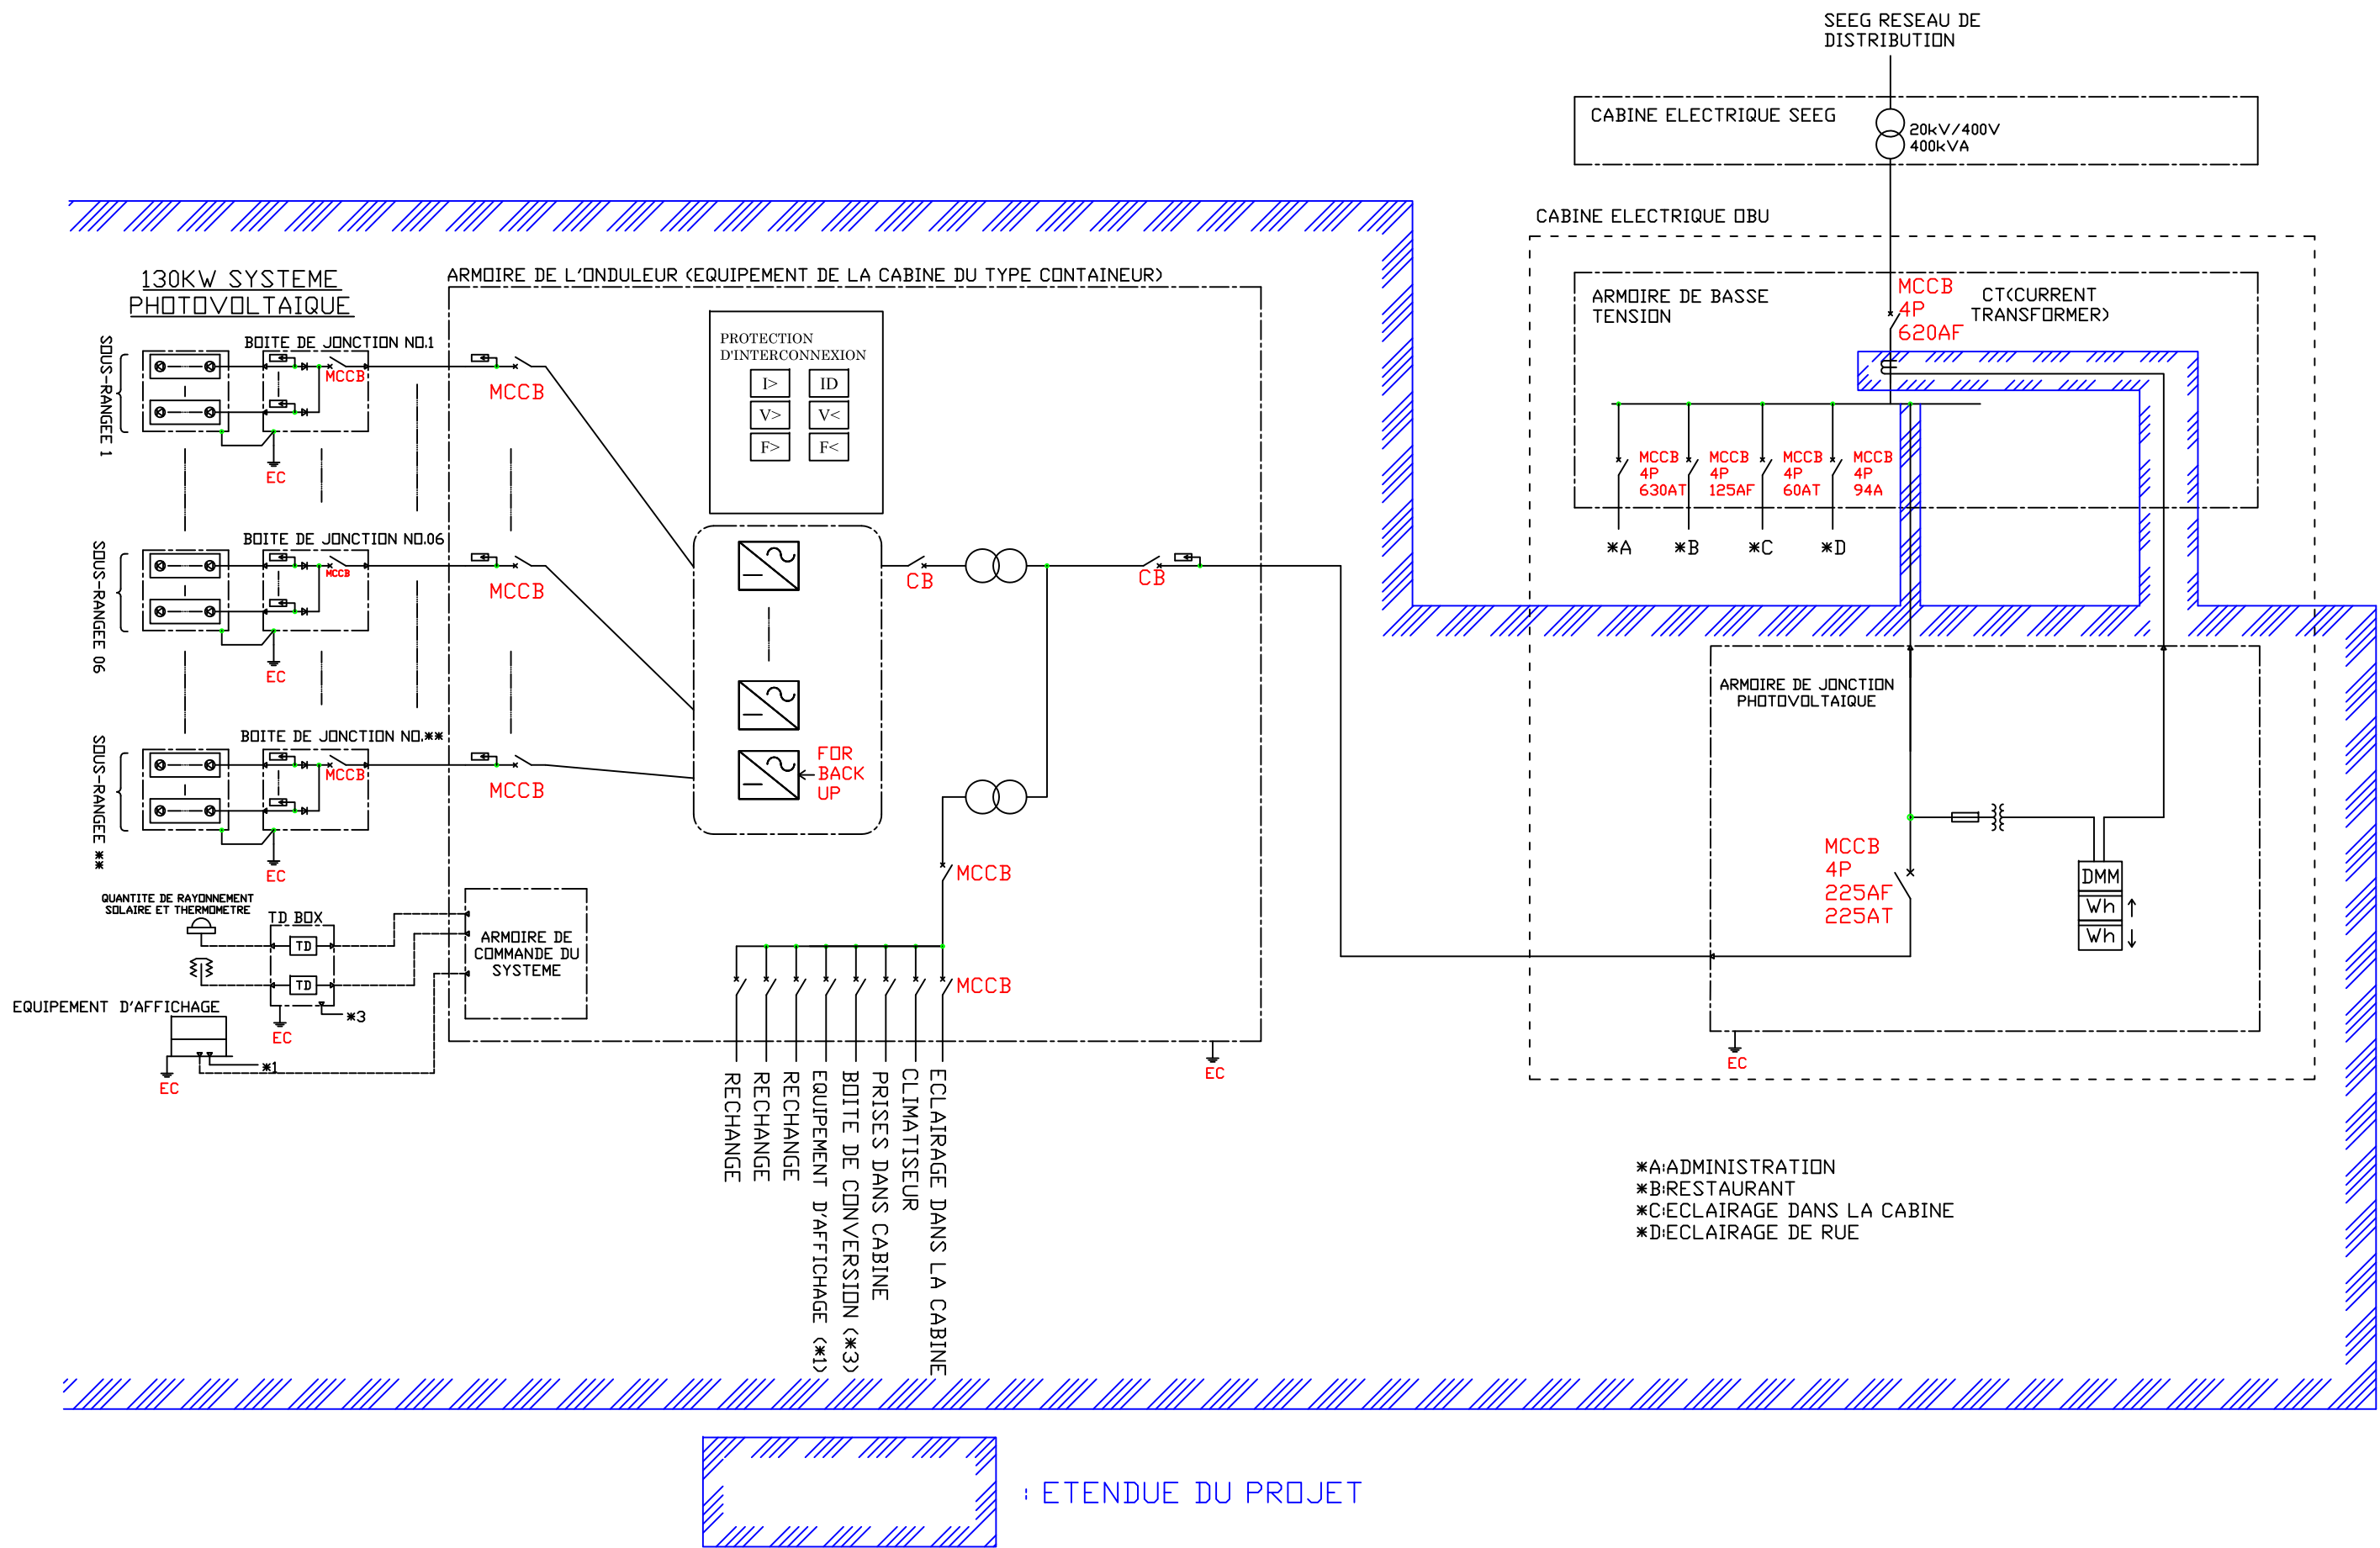 SEEG RESEAU DE
DISTRIBUTION
CABINE ELECTRIQUE SEEG
20kV/400V
400kVA
CABINE ELECTRIQUE OBU
ARMOIRE DE BASSE
TENSION
MCCB
4P
620AF
CT(CURRENT
TRANSFORMER)
MCCB
4P
630AT
MCCB
4P
125AF
MCCB
4P
60AT
MCCB
4P
94A
*A
*B
*C
*D
130KW SYSTEME
PHOTOVOLTAIQUE
ARMOIRE DE L'ONDULEUR (EQUIPEMENT DE LA CABINE DU TYPE CONTAINEUR)
SOUS-RANGEE 1
BOITE DE JONCTION NO.1
MCCB
EC
MCCB
SOUS-RANGEE 06
BOITE DE JONCTION NO.06
MCCB
EC
MCCB
SOUS-RANGEE **
BOITE DE JONCTION NO.**
MCCB
EC
MCCB
PROTECTION
D'INTERCONNEXION
I>
ID
V>
V<
F>
F<
FOR
BACK
UP
CB
CB
MCCB
MCCB
QUANTITE DE RAYONNEMENT
SOLAIRE ET THERMOMETRE
TD BOX
TD
TD
*3
EC
EQUIPEMENT D'AFFICHAGE
*1
EC
ARMOIRE DE
COMMANDE DU
SYSTEME
RECHANGE
RECHANGE
RECHANGE
EQUIPEMENT D'AFFICHAGE (*1)
BOITE DE CONVERSION (*3)
PRISES DANS CABINE
CLIMATISEUR
ECLAIRAGE DANS LA CABINE
EC
ARMOIRE DE JONCTION
PHOTOVOLTAIQUE
MCCB
4P
225AF
225AT
DMM
Wh
Wh
EC
*A:ADMINISTRATION
*B:RESTAURANT
*C:ECLAIRAGE DANS LA CABINE
*D:ECLAIRAGE DE RUE
: ETENDUE DU PROJET